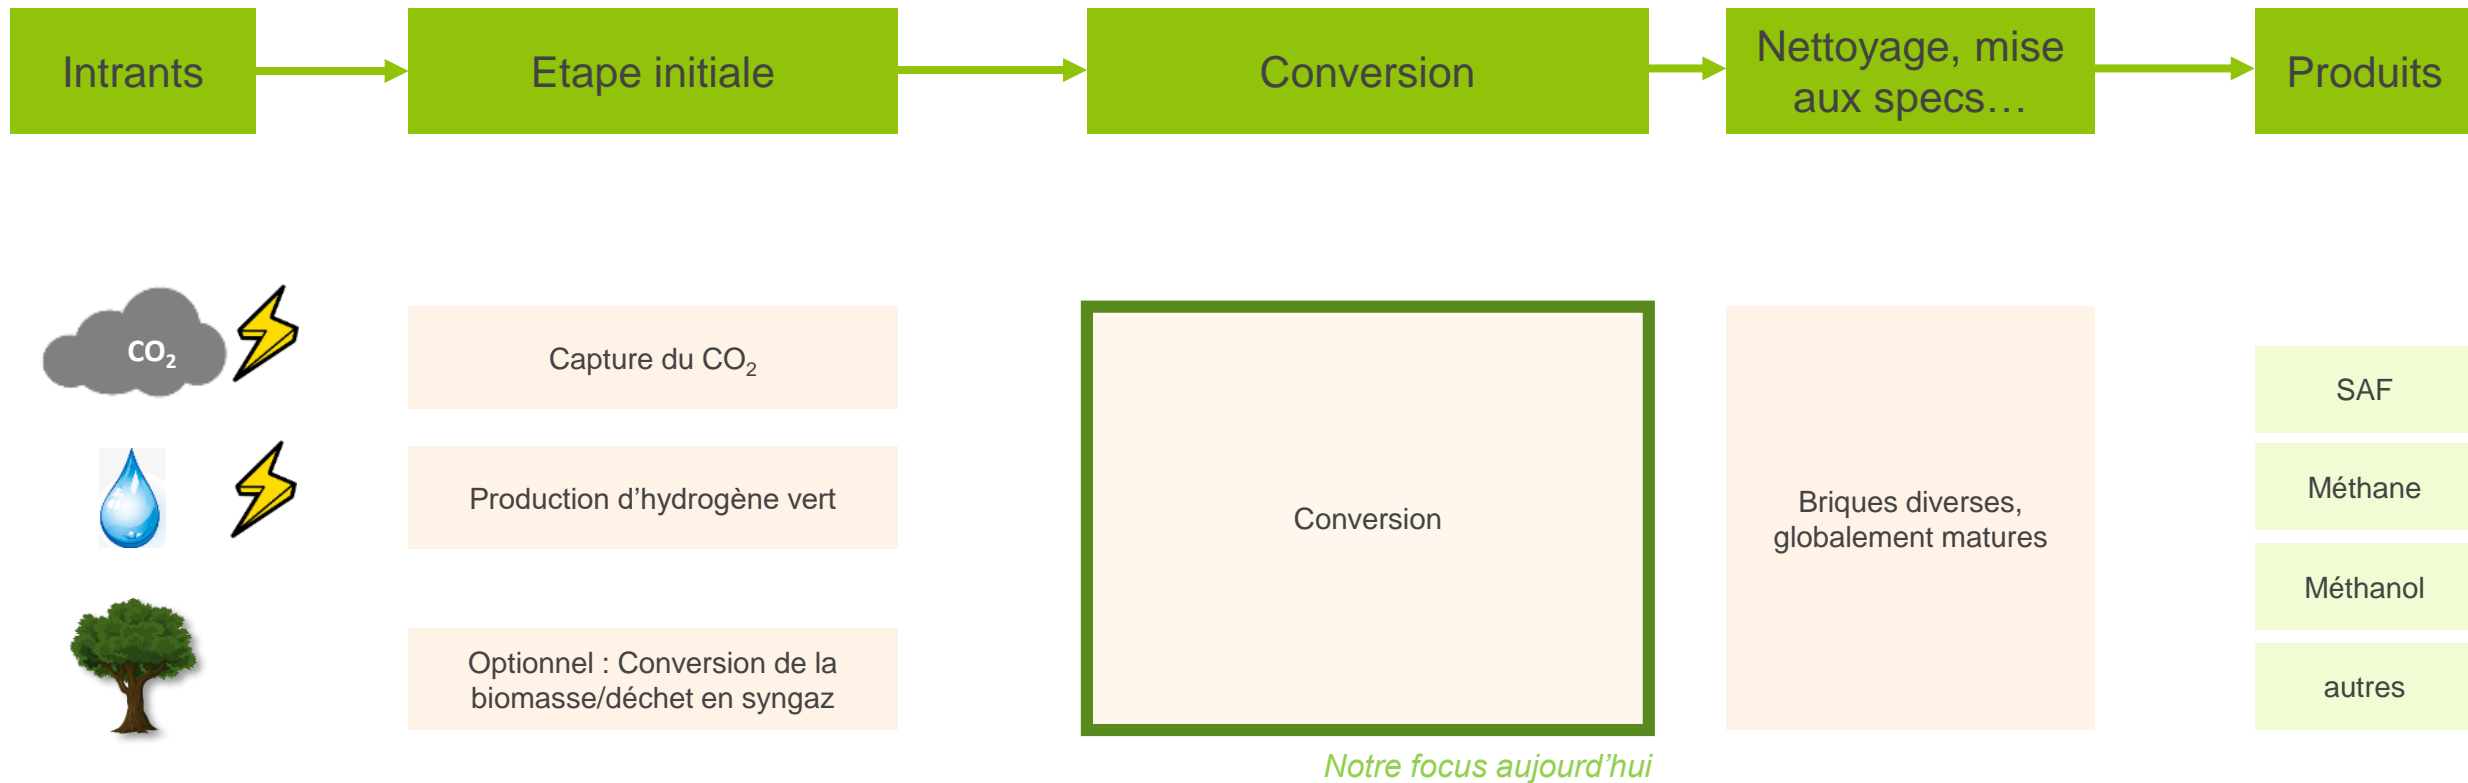 Intrants
Etape initiale
Conversion
Nettoyage, mise
aux specs…
Produits
CO₂
Capture du CO₂
Production d’hydrogène vert
Optionnel : Conversion de la
biomasse/déchet en syngaz
Conversion
Notre focus aujourd’hui
Briques diverses,
globalement matures
SAF
Méthane
Méthanol
autres